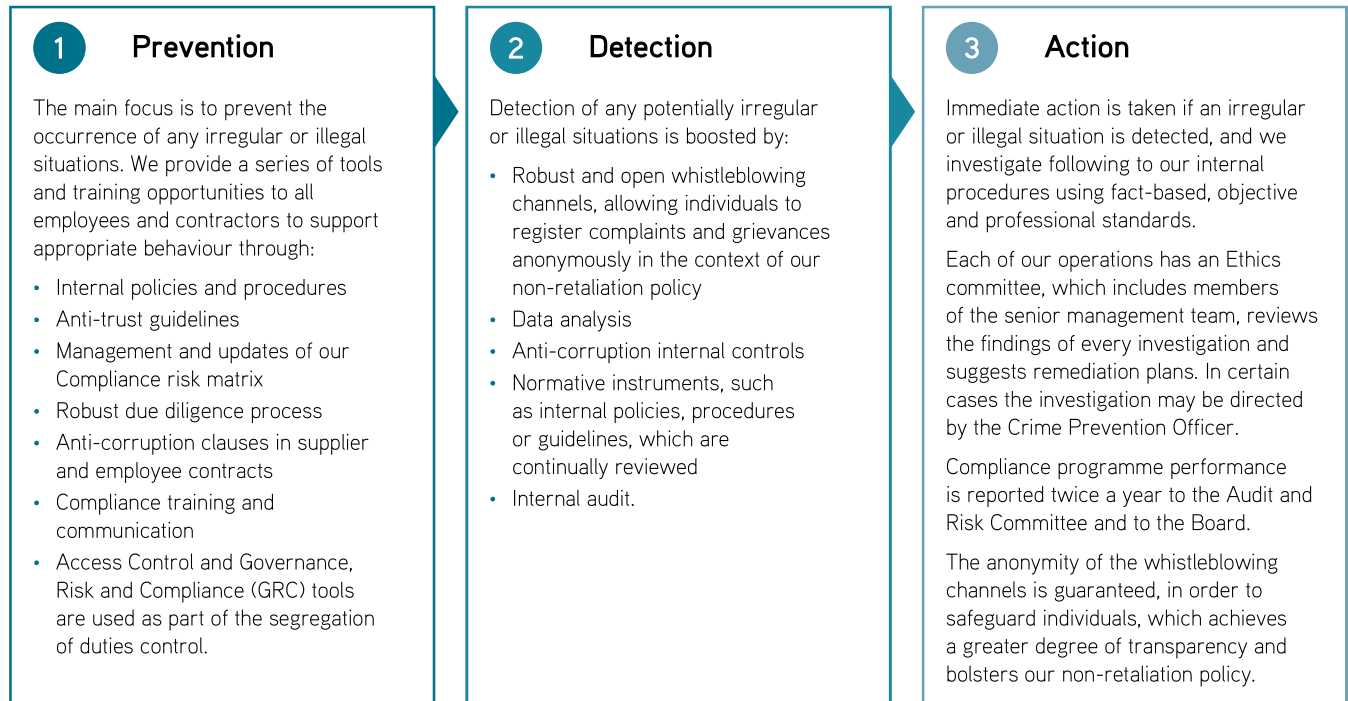 1
Prevention
The main focus is to prevent the
occurrence of any irregular or illegal
situations. We provide a series of tools
and training opportunities to all
employees and contractors to support
appropriate behaviour through:
• Internal policies and procedures
• Anti-trust guidelines
• Management and updates of our
Compliance risk matrix
• Robust due diligence process
• Anti-corruption clauses in supplier
and employee contracts
• Compliance training and
communication
• Access Control and Governance,
Risk and Compliance (GRC) tools
are used as part of the segregation
of duties control.
2
Detection
Detection of any potentially irregular
or illegal situations is boosted by:
• Robust and open whistleblowing
channels, allowing individuals to
register complaints and grievances
anonymously in the context of our
non-retaliation policy
• Data analysis
• Anti-corruption internal controls
• Normative instruments, such
as internal policies, procedures
or guidelines, which are
continually reviewed
• Internal audit.
3
Action
Immediate action is taken if an irregular
or illegal situation is detected, and we
investigate following to our internal
procedures using fact-based, objective
and professional standards.
Each of our operations has an Ethics
committee, which includes members
of the senior management team, reviews
the findings of every investigation and
suggests remediation plans. In certain
cases the investigation may be directed
by the Crime Prevention Officer.
Compliance programme performance
is reported twice a year to the Audit and
Risk Committee and to the Board.
The anonymity of the whistleblowing
channels is guaranteed, in order to
safeguard individuals, which achieves
a greater degree of transparency and
bolsters our non-retaliation policy.